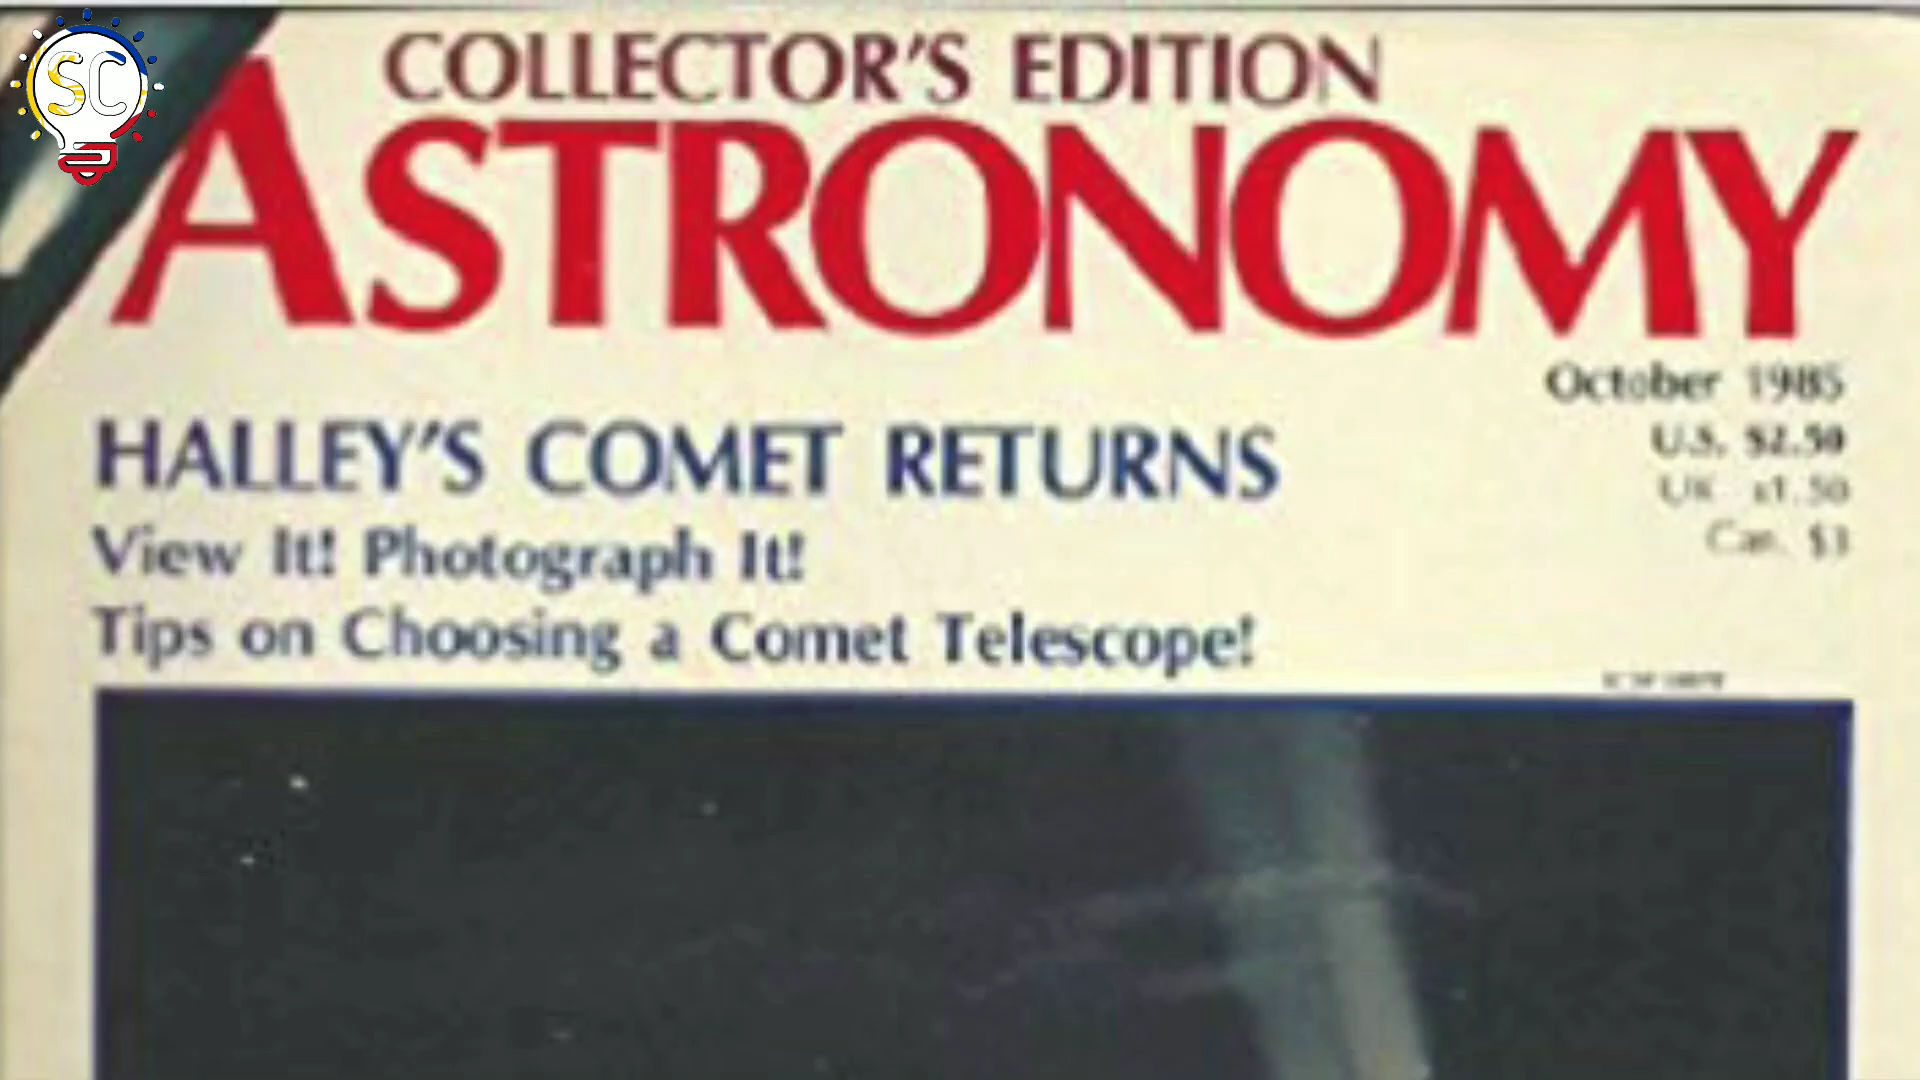 SC
COLLECTOR'S EDITION
ASTRONOMY
October 1985
U.S. $2.50
UK £1.50
Can. $3
HALLEY'S COMET RETURNS
View It! Photograph It!
Tips on Choosing a Comet Telescope!